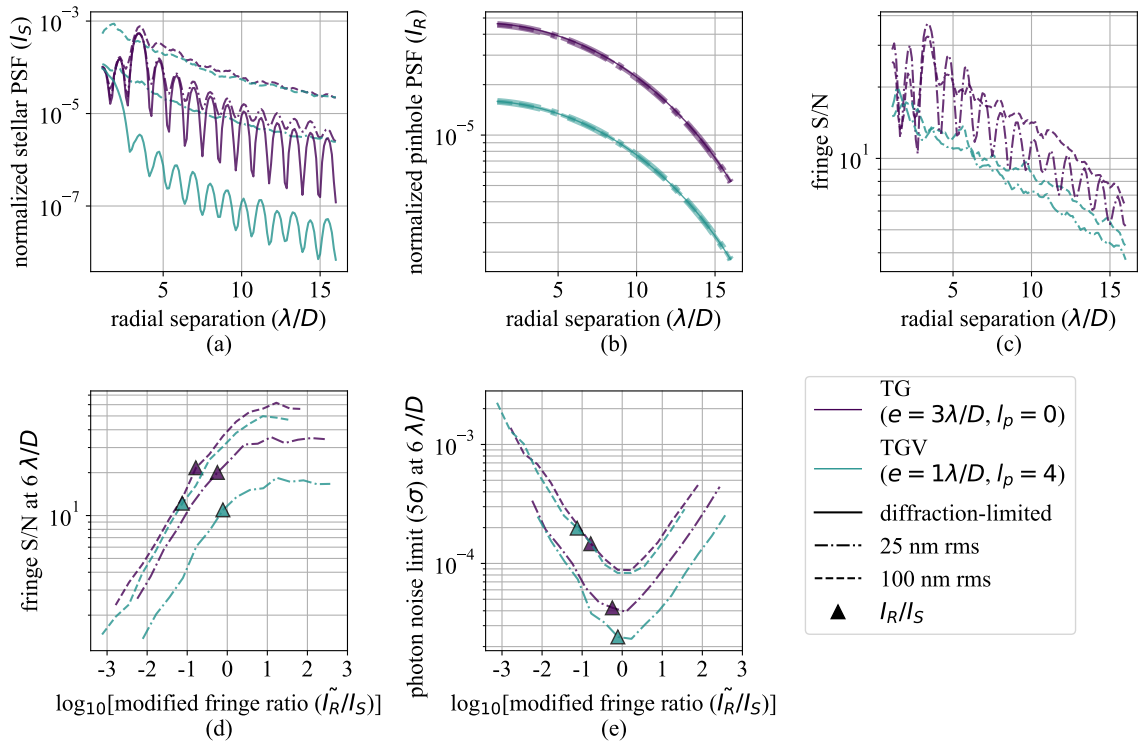 normalized stellar PSF (I_S)
10⁻³
10⁻⁵
10⁻⁷
5
10
15
radial separation (λ/D)
(a)
normalized pinhole PSF (I_R)
10⁻⁵
5
10
15
radial separation (λ/D)
(b)
fringe S/N
10¹
5
10
15
radial separation (λ/D)
(c)
fringe S/N at 6 λ/D
10¹
-3
-2
-1
0
1
2
3
log₁₀[modified fringe ratio (Ĩ_R/I_S)]
(d)
photon noise limit (5σ) at 6 λ/D
10⁻³
10⁻⁴
-3
-2
-1
0
1
2
3
log₁₀[modified fringe ratio (Ĩ_R/I_S)]
(e)
TG
(e = 3λ/D, l_p = 0)
TGV
(e = 1λ/D, l_p = 4)
diffraction-limited
25 nm rms
100 nm rms
I_R/I_S